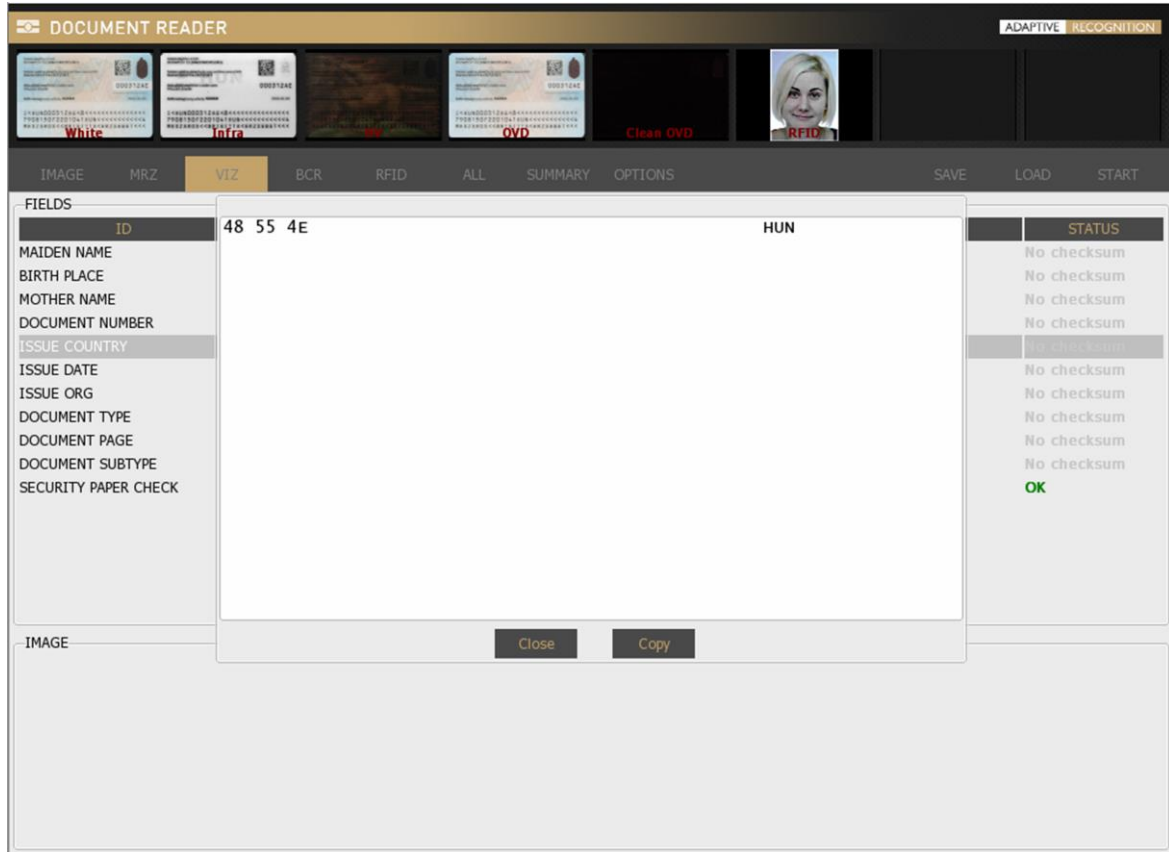 DOCUMENT READER
ADAPTIVE RECOGNITION
000312AE
000312AE
000312AE
White
Infra
UV
OVD
Clean OVD
RFID
IMAGE MRZ VIZ BCR RFID ALL SUMMARY OPTIONS SAVE LOAD START
FIELDS
ID STATUS
48 55 4E HUN
MAIDEN NAME No checksum
BIRTH PLACE No checksum
MOTHER NAME No checksum
DOCUMENT NUMBER No checksum
ISSUE COUNTRY No checksum
ISSUE DATE No checksum
ISSUE ORG No checksum
DOCUMENT TYPE No checksum
DOCUMENT PAGE No checksum
DOCUMENT SUBTYPE No checksum
SECURITY PAPER CHECK OK
Close Copy
IMAGE